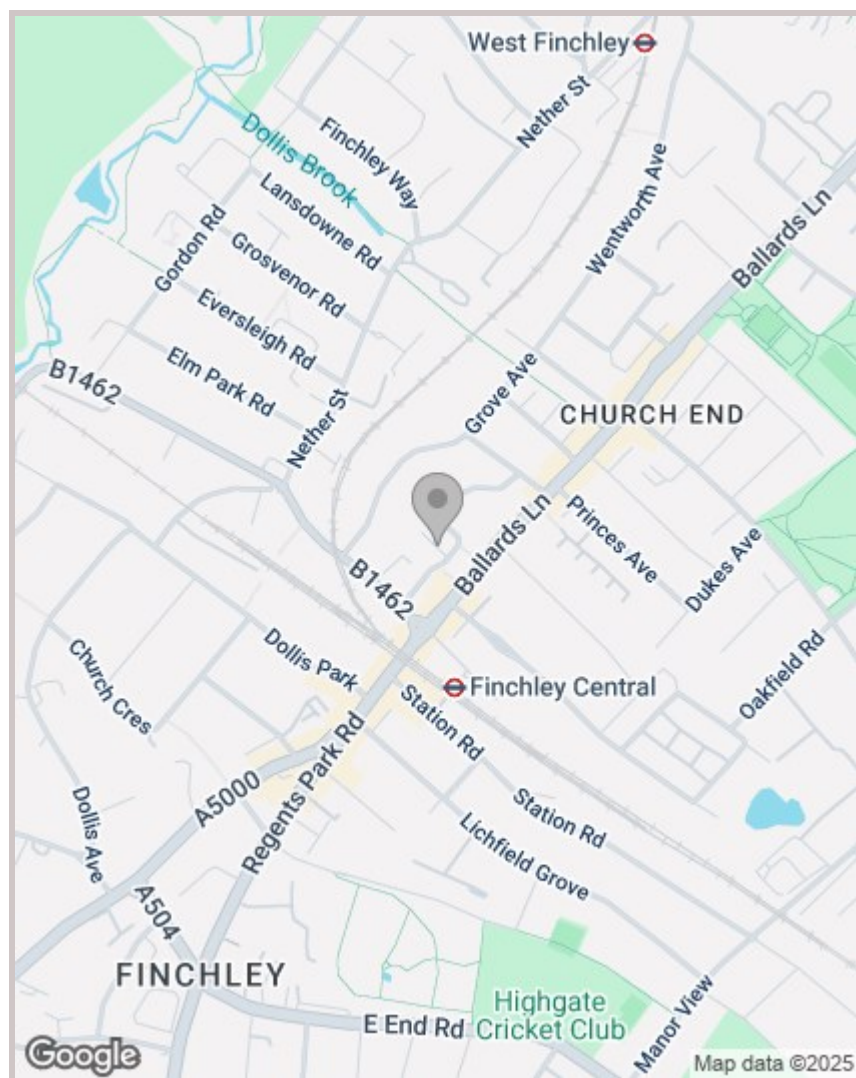 West Finchley
Nether St
Finchley Way
Dollis Brook
Lansdowne Rd
Wentworth Ave
Ballards Ln
Gordon Rd
Grosvenor Rd
Eversleigh Rd
Elm Park Rd
B1462
Nether St
Grove Ave
CHURCH END
Ballards Ln
Princes Ave
Dukes Ave
B1462
Oakfield Rd
Church Cres
Dollis Park
Finchley Central
Station Rd
Regents Park Rd
A5000
Station Rd
Lichfield Grove
Dollis Ave
A504
FINCHLEY
E End Rd
Highgate
Cricket Club
Manor View
Google
Map data ©2025